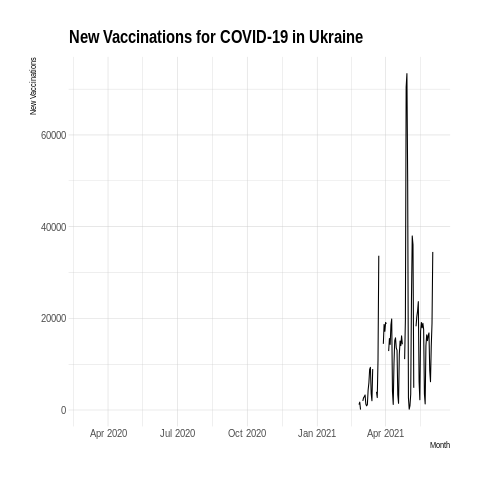 New Vaccinations for COVID-19 in Ukraine
New Vaccinations
60000
40000
20000
0
Apr 2020 Jul 2020 Oct 2020 Jan 2021 Apr 2021
Month